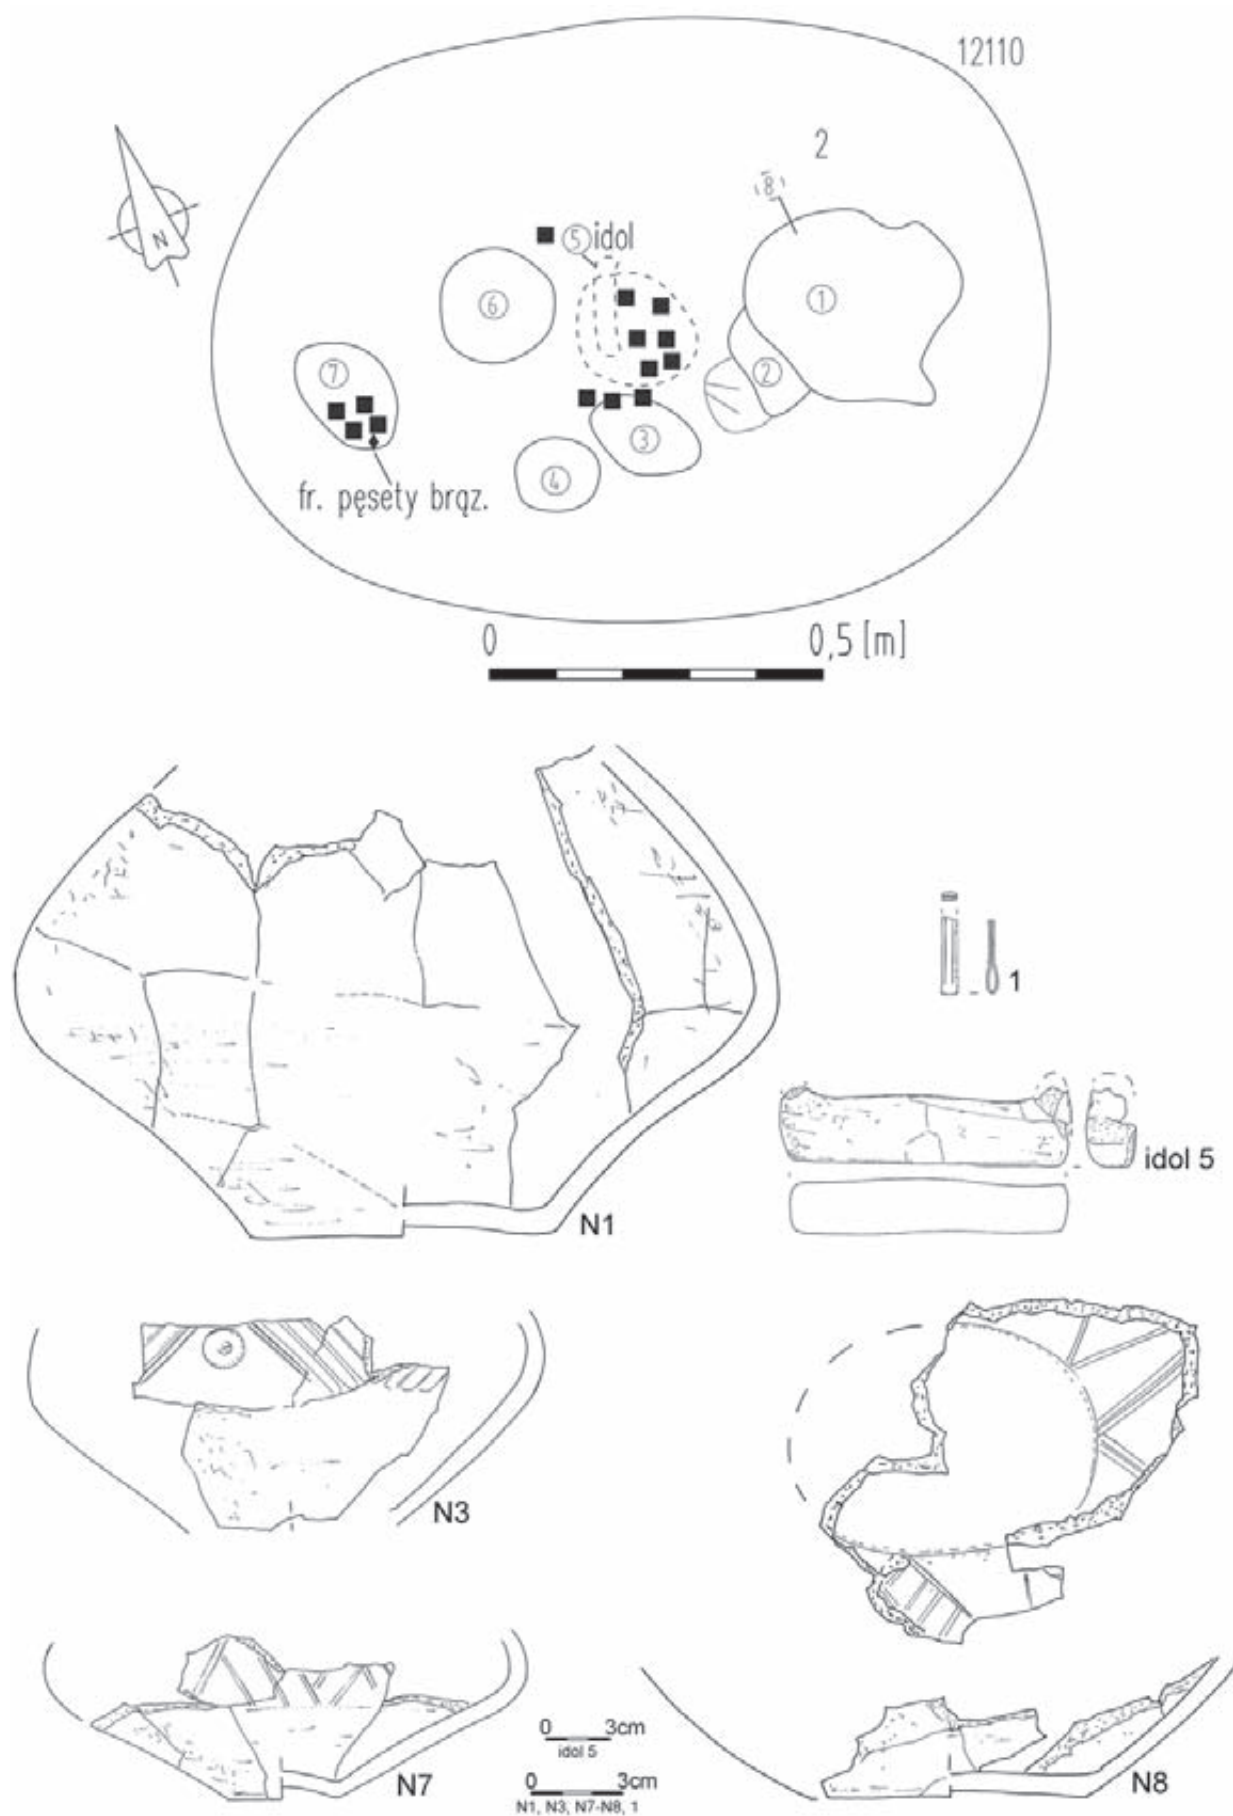 12110
2
8
N
5 idol
1
6
7
2
3
4
fr. pęsety brąz.
0 0,5 [m]
1
idol 5
N1
N3
N7
0 3cm
idol 5
0 3cm
N1, N3, N7-N8, 1
N8